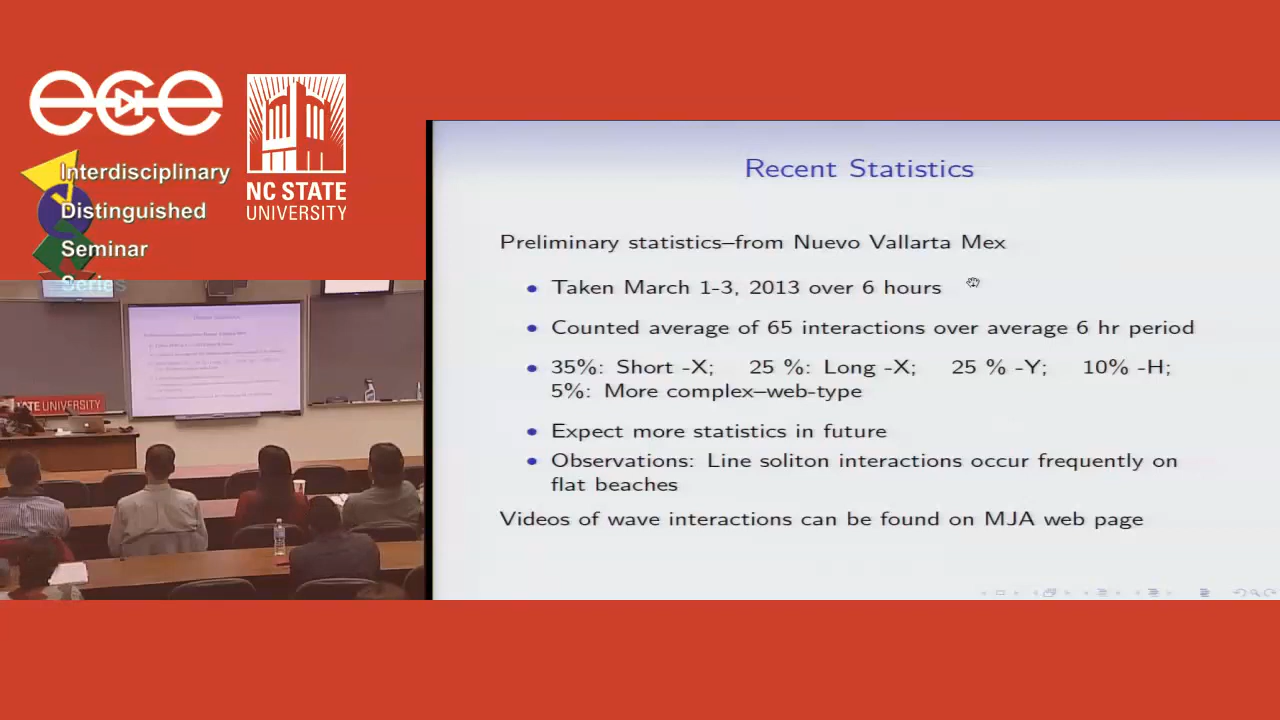 ece
Interdisciplinary
Distinguished
Seminar
Series
NC STATE
UNIVERSITY
Recent Statistics
Preliminary statistics–from Nuevo Vallarta Mex
Taken March 1-3, 2013 over 6 hours
Counted average of 65 interactions over average 6 hr period
35%: Short -X; 25 %: Long -X; 25 % -Y; 10% -H;
5%: More complex–web-type
Expect more statistics in future
Observations: Line soliton interactions occur frequently on
flat beaches
Videos of wave interactions can be found on MJA web page
STATE UNIVERSITY